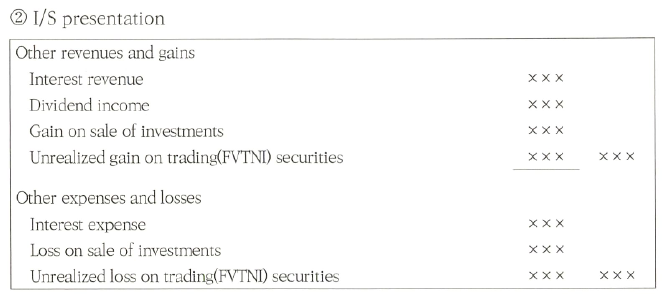 ② I/S presentation
Other revenues and gains
Interest revenue ×××
Dividend income ×××
Gain on sale of investments ×××
Unrealized gain on trading(FVTNI) securities ××× ×××
Other expenses and losses
Interest expense ×××
Loss on sale of investments ×××
Unrealized loss on trading(FVTNI) securities ××× ×××